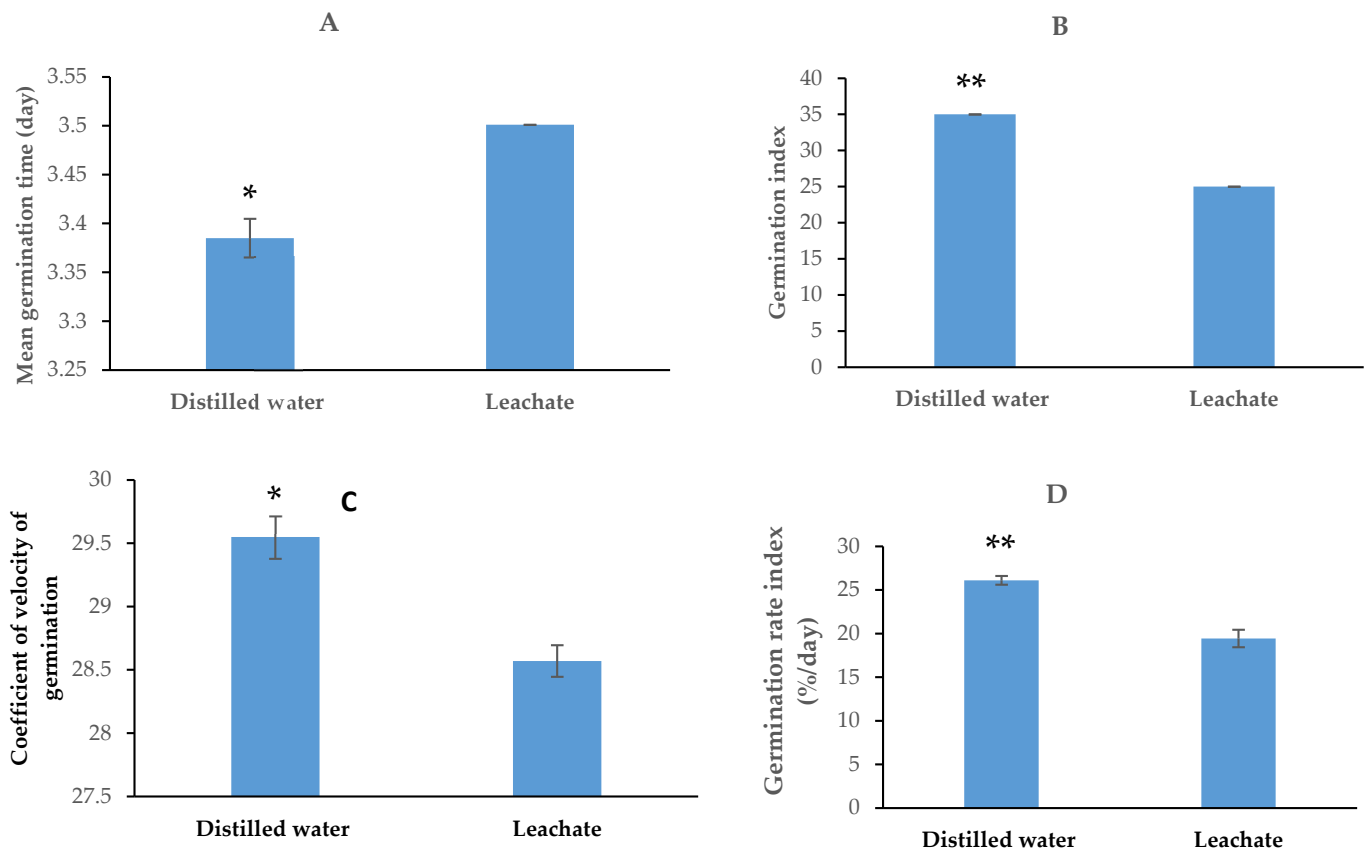 A
Mean germination time (day)
3.55
3.5
3.45
3.4
3.35
3.3
3.25
*
Distilled water
Leachate
B
Germination index
40
35
30
25
20
15
10
5
0
**
Distilled water
Leachate
C
Coefficient of velocity of
germination
30
29.5
29
28.5
28
27.5
*
Distilled water
Leachate
D
Germination rate index
(%/day)
30
25
20
15
10
5
0
**
Distilled water
Leachate